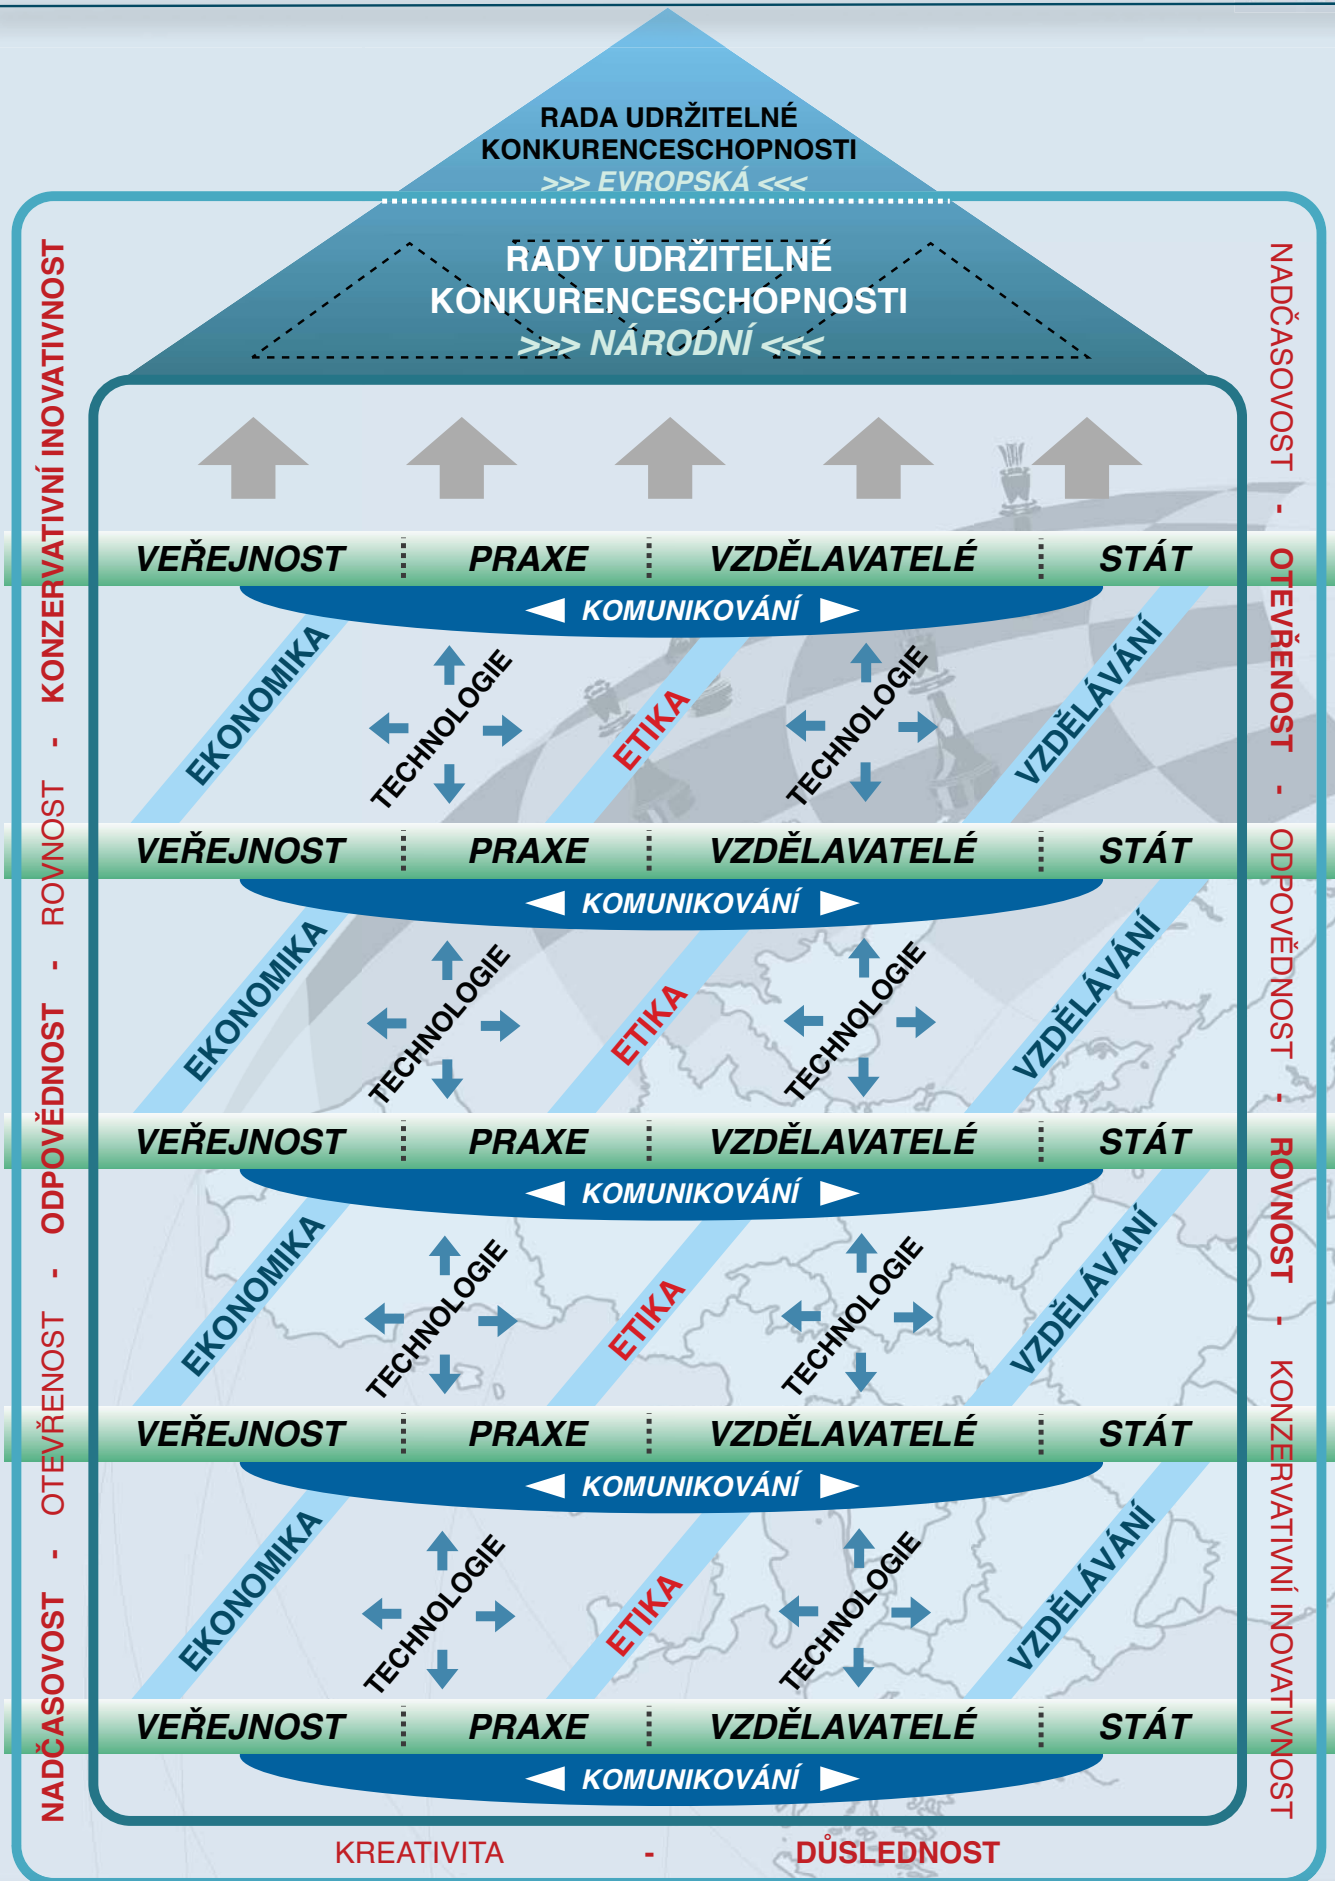 RADA UDRŽITELNÉ
KONKURENCESCHOPNOSTI
>>> EVROPSKÁ <<<
RADY UDRŽITELNÉ
KONKURENCESCHOPNOSTI
>>> NÁRODNÍ <<<
NADČASOVOST - OTEVŘENOST - ODPOVĚDNOST - ROVNOST - KONZERVATIVNÍ INOVATIVNOST
NADČASOVOST - OTEVŘENOST - ODPOVĚDNOST - ROVNOST - KONZERVATIVNÍ INOVATIVNOST
VEŘEJNOST PRAXE VZDĚLAVATELÉ STÁT
KOMUNIKOVÁNÍ
EKONOMIKA
TECHNOLOGIE
ETIKA
TECHNOLOGIE
VZDĚLÁVÁNÍ
VEŘEJNOST PRAXE VZDĚLAVATELÉ STÁT
KOMUNIKOVÁNÍ
EKONOMIKA
TECHNOLOGIE
ETIKA
TECHNOLOGIE
VZDĚLÁVÁNÍ
VEŘEJNOST PRAXE VZDĚLAVATELÉ STÁT
KOMUNIKOVÁNÍ
EKONOMIKA
TECHNOLOGIE
ETIKA
TECHNOLOGIE
VZDĚLÁVÁNÍ
VEŘEJNOST PRAXE VZDĚLAVATELÉ STÁT
KOMUNIKOVÁNÍ
EKONOMIKA
TECHNOLOGIE
ETIKA
TECHNOLOGIE
VZDĚLÁVÁNÍ
VEŘEJNOST PRAXE VZDĚLAVATELÉ STÁT
KOMUNIKOVÁNÍ
KREATIVITA - DŮSLEDNOST